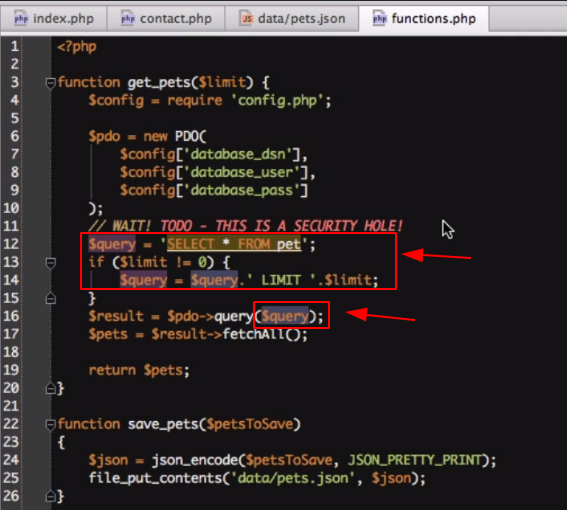 php index.php php contact.php JS data/pets.json php functions.php
1 <?php
2
3 function get_pets($limit) {
4 $config = require 'config.php';
5
6 $pdo = new PDO(
7 $config['database_dsn'],
8 $config['database_user'],
9 $config['database_pass']
10 );
11 // WAIT! TODO - THIS IS A SECURITY HOLE!
12 $query = 'SELECT * FROM pet';
13 if ($limit != 0) {
14 $query = $query.' LIMIT '.$limit;
15 }
16 $result = $pdo->query($query);
17 $pets = $result->fetchAll();
18
19 return $pets;
20 }
21
22 function save_pets($petsToSave)
23 {
24 $json = json_encode($petsToSave, JSON_PRETTY_PRINT);
25 file_put_contents('data/pets.json', $json);
26 }